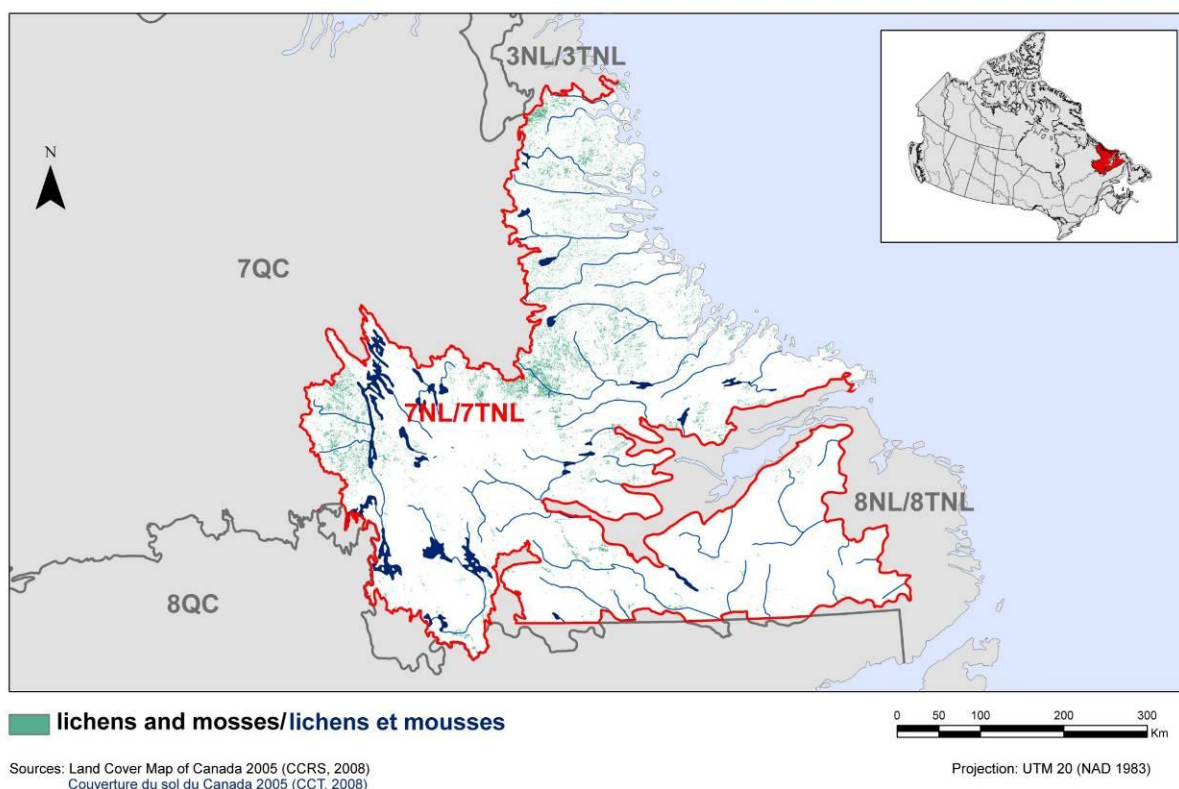 3NL/3TNL
N
7QC
7NL/7TNL
8NL/8TNL
8QC
lichens and mosses/lichens et mousses
0 50 100 200 300
Km
Sources: Land Cover Map of Canada 2005 (CCRS, 2008)
Couverture du sol du Canada 2005 (CCT, 2008)
Projection: UTM 20 (NAD 1983)